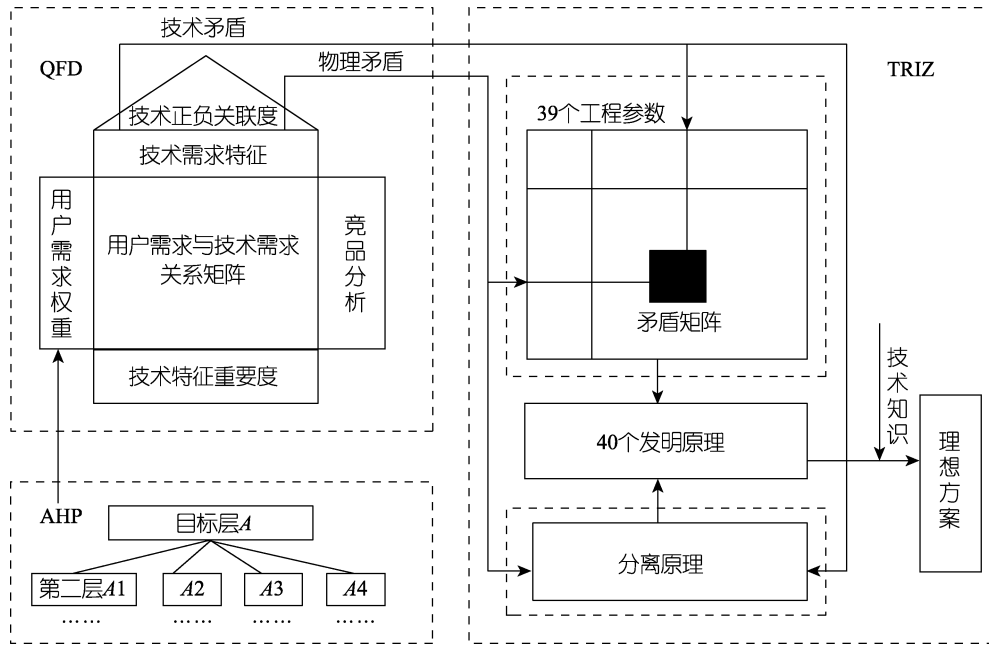 技术矛盾
QFD
物理矛盾
TRIZ
技术正负关联度
39个工程参数
技术需求特征
用户需求权重
用户需求与技术需求
关系矩阵
竞品分析
矛盾矩阵
技术特征重要度
技术知识
40个发明原理
理想方案
AHP
目标层A
分离原理
第二层A1
A2
A3
A4
……
……
……
……